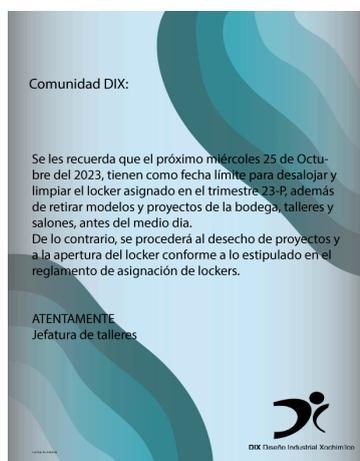 Comunidad DIX:
Se les recuerda que el próximo miércoles 25 de Octu-
bre del 2023, tienen como fecha límite para desalojar y
limpiar el locker asignado en el trimestre 23-P, además
de retirar modelos y proyectos de la bodega, talleres y
salones, antes del medio dia.
De lo contrario, se procederá al desecho de proyectos y
a la apertura del locker conforme a lo estipulado en el
reglamento de asignación de lockers.
ATENTAMENTE
Jefatura de talleres
DIX Diseño Industrial Xochimilco